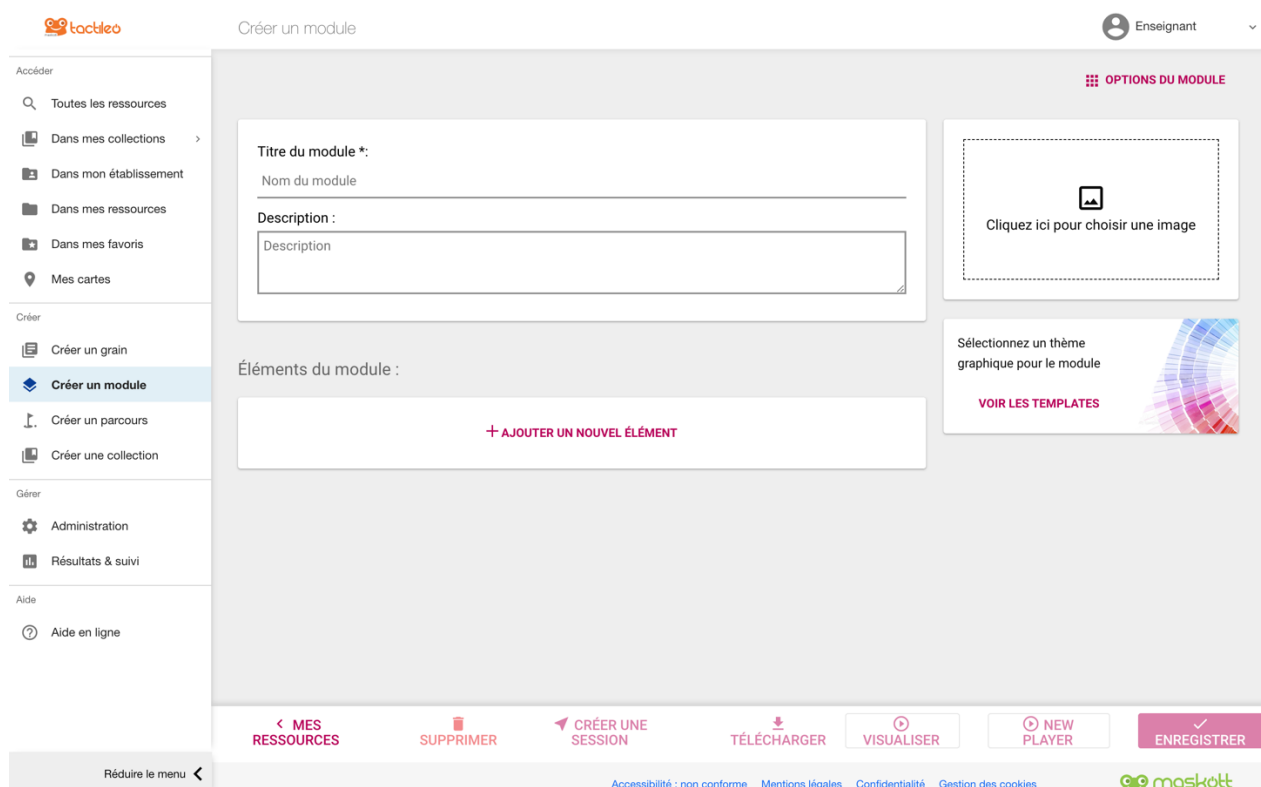 tactileo
Créer un module
Enseignant
Accéder
Toutes les ressources
Dans mes collections
Dans mon établissement
Dans mes ressources
Dans mes favoris
Mes cartes
Créer
Créer un grain
Créer un module
Créer un parcours
Créer une collection
Gérer
Administration
Résultats & suivi
Aide
Aide en ligne
Réduire le menu
OPTIONS DU MODULE
Titre du module *:
Nom du module
Description :
Description
Cliquez ici pour choisir une image
Sélectionnez un thème
graphique pour le module
VOIR LES TEMPLATES
Éléments du module :
AJOUTER UN NOUVEL ÉLÉMENT
MES
RESSOURCES
SUPPRIMER
CRÉER UNE
SESSION
TÉLÉCHARGER
VISUALISER
NEW
PLAYER
ENREGISTRER
Accessibilité : non conforme Mentions légales Confidentialité Gestion des cookies
maskott